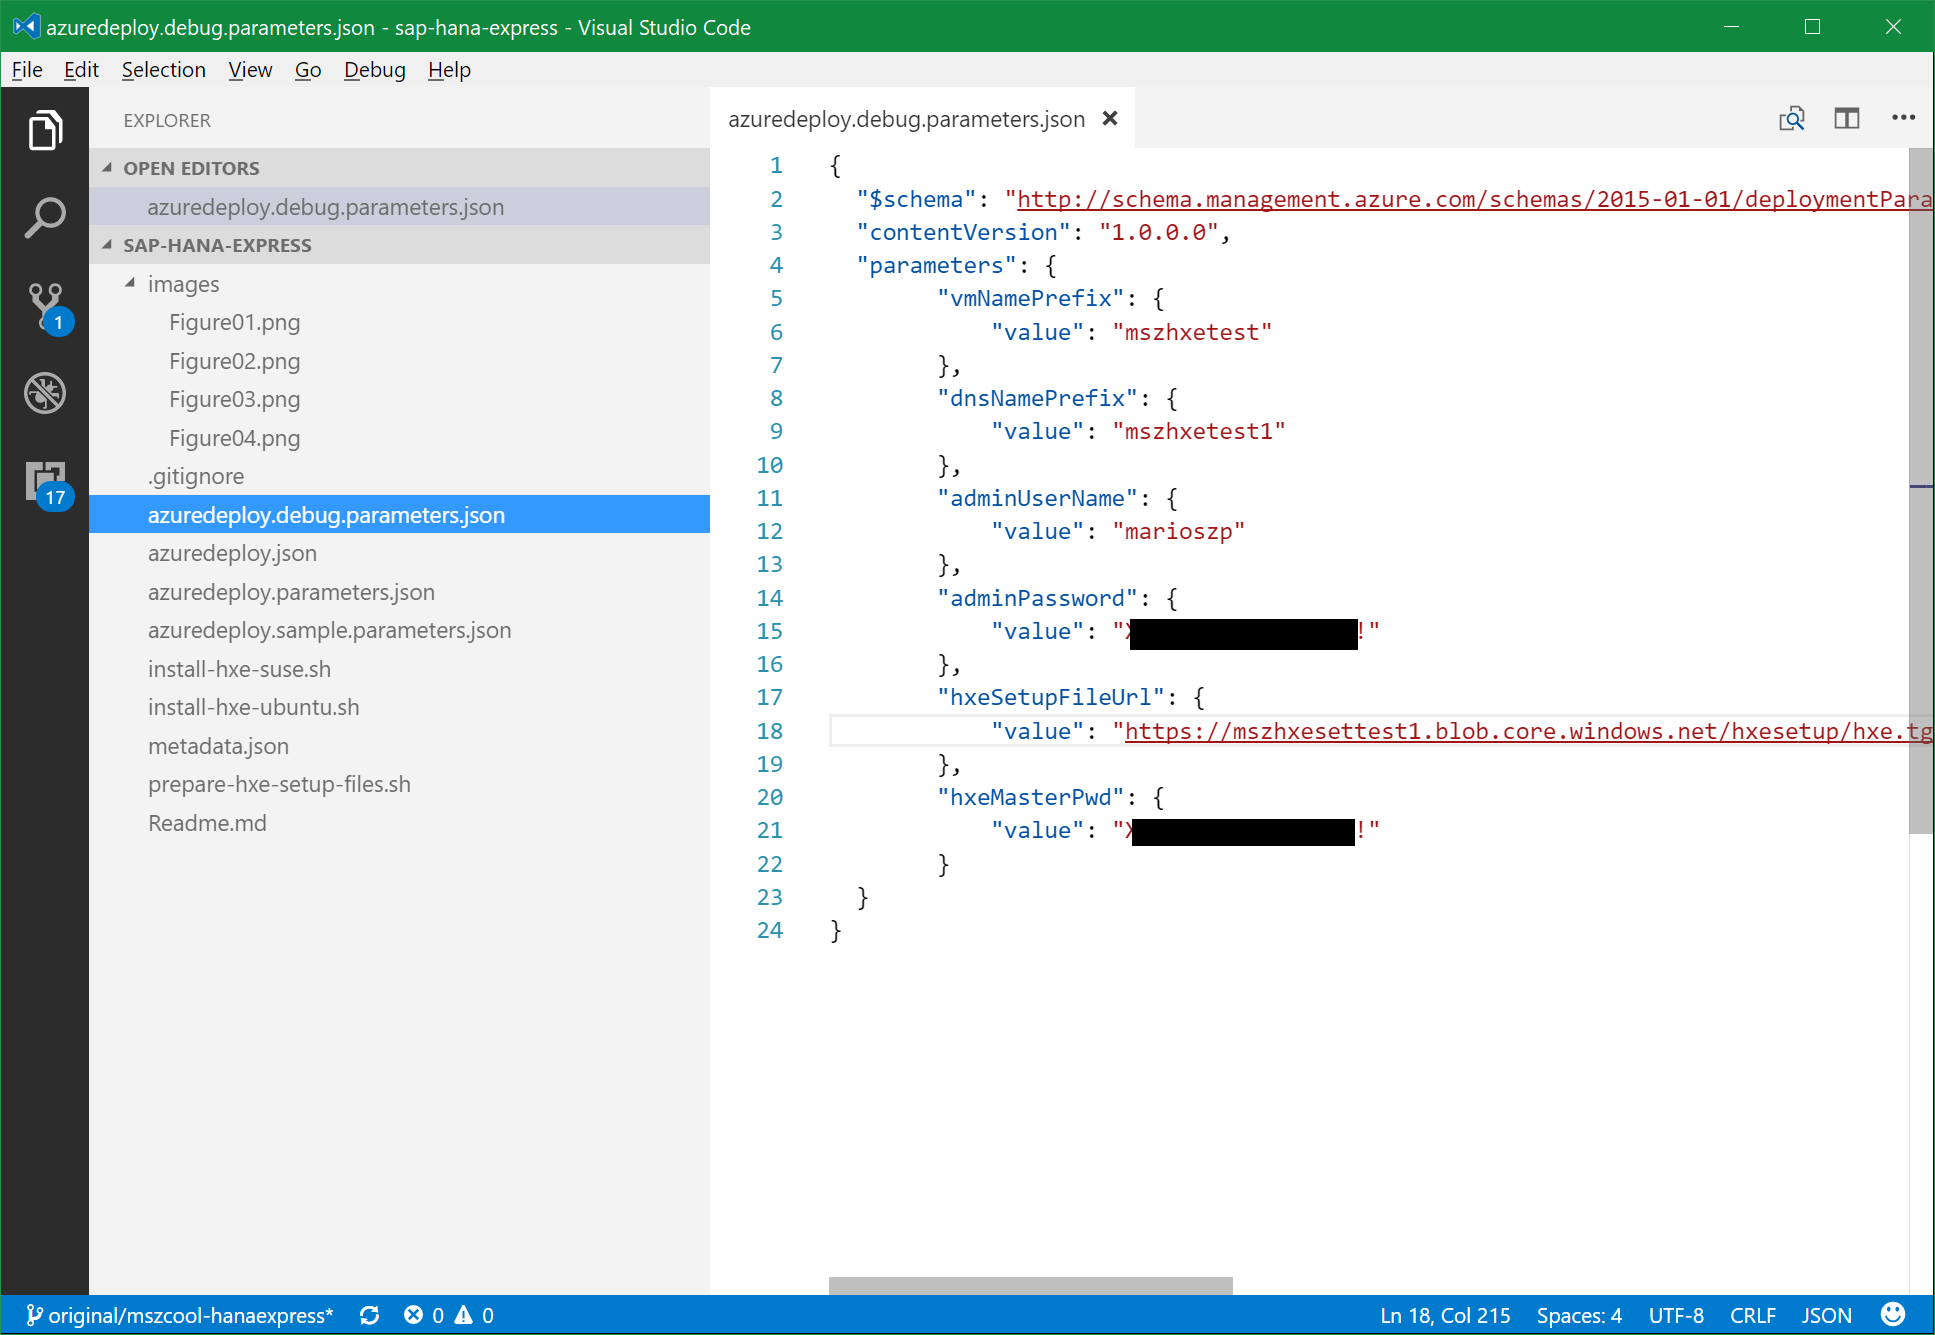 azuredeploy.debug.parameters.json - sap-hana-express - Visual Studio Code
File Edit Selection View Go Debug Help
EXPLORER
OPEN EDITORS
azuredeploy.debug.parameters.json
SAP-HANA-EXPRESS
images
Figure01.png
Figure02.png
Figure03.png
Figure04.png
.gitignore
azuredeploy.debug.parameters.json
azuredeploy.json
azuredeploy.parameters.json
azuredeploy.sample.parameters.json
install-hxe-suse.sh
install-hxe-ubuntu.sh
metadata.json
prepare-hxe-setup-files.sh
Readme.md
1
17
azuredeploy.debug.parameters.json
1 {
2 "$schema": "http://schema.management.azure.com/schemas/2015-01-01/deploymentPara
3 "contentVersion": "1.0.0.0",
4 "parameters": {
5 "vmNamePrefix": {
6 "value": "mszhxetest"
7 },
8 "dnsNamePrefix": {
9 "value": "mszhxetest1"
10 },
11 "adminUserName": {
12 "value": "marioszp"
13 },
14 "adminPassword": {
15 "value": " !"
16 },
17 "hxeSetupFileUrl": {
18 "value": "https://mszhxesettest1.blob.core.windows.net/hxesetup/hxe.tg
19 },
20 "hxeMasterPwd": {
21 "value": " !"
22 }
23 }
24 }
original/mszcool-hanaexpress* 0 0 Ln 18, Col 215 Spaces: 4 UTF-8 CRLF JSON